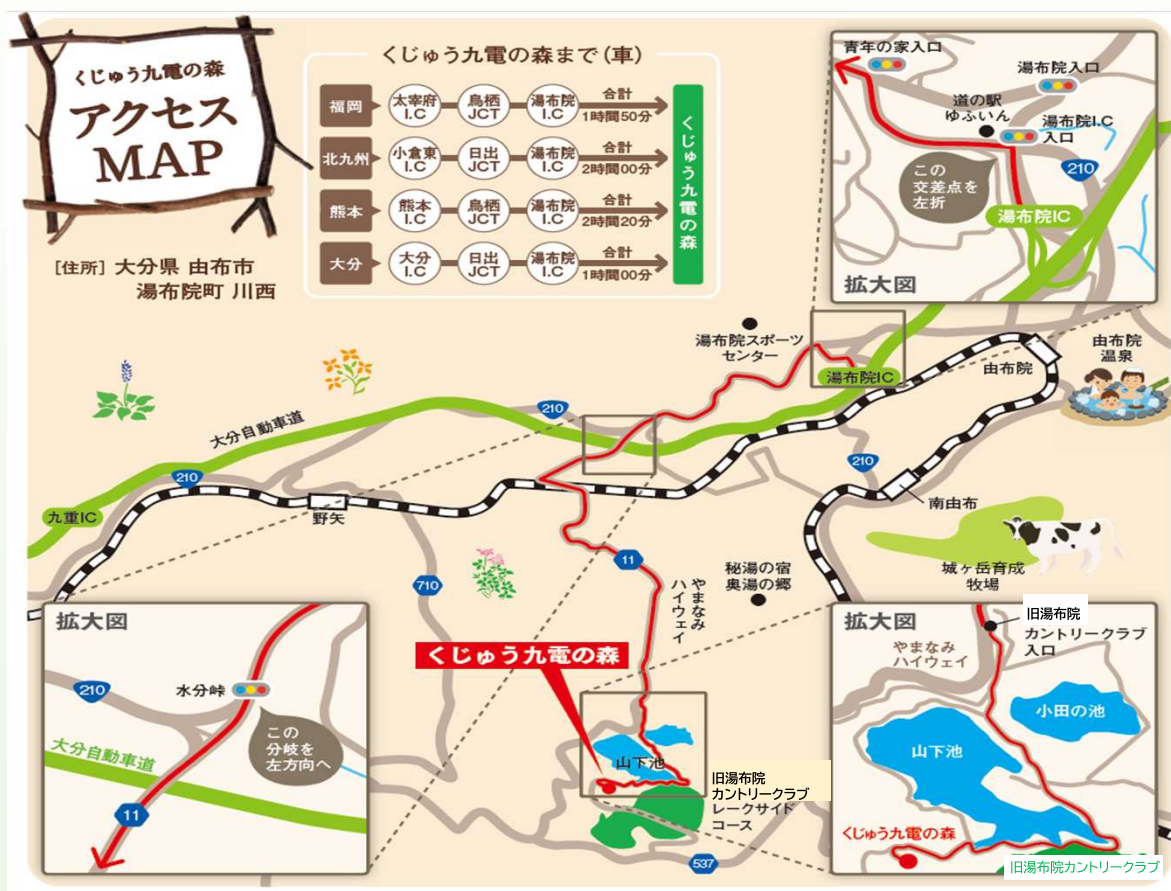 くじゅう九電の森
アクセス
MAP
[住所] 大分県 由布市
湯布院町 川西
くじゅう九電の森まで(車)
福岡
太宰府
I.C
鳥栖
JCT
湯布院
I.C
合計
1時間50分
北九州
小倉東
I.C
日出
JCT
湯布院
I.C
合計
2時間00分
熊本
熊本
I.C
鳥栖
JCT
湯布院
I.C
合計
2時間20分
大分
大分
I.C
日出
JCT
湯布院
I.C
合計
1時間00分
くじゅう九電の森
青年の家入口
湯布院入口
道の駅
ゆふいん
湯布院I.C
入口
210
この
交差点を
左折
湯布院IC
拡大図
湯布院スポーツ
センター
湯布院IC
由布院
由布院
温泉
大分自動車道
210
210
210
九重IC
野矢
南由布
城ヶ岳育成
牧場
710
11
やまなみ
ハイウェイ
秘湯の宿
奥湯の郷
くじゅう九電の森
山下池
旧湯布院
カントリークラブ
レークサイド
コース
537
拡大図
210
水分峠
この
分岐を
左方向へ
大分自動車道
11
拡大図
旧湯布院
カントリークラブ
入口
やまなみ
ハイウェイ
小田の池
山下池
くじゅう九電の森
旧湯布院カントリークラブ